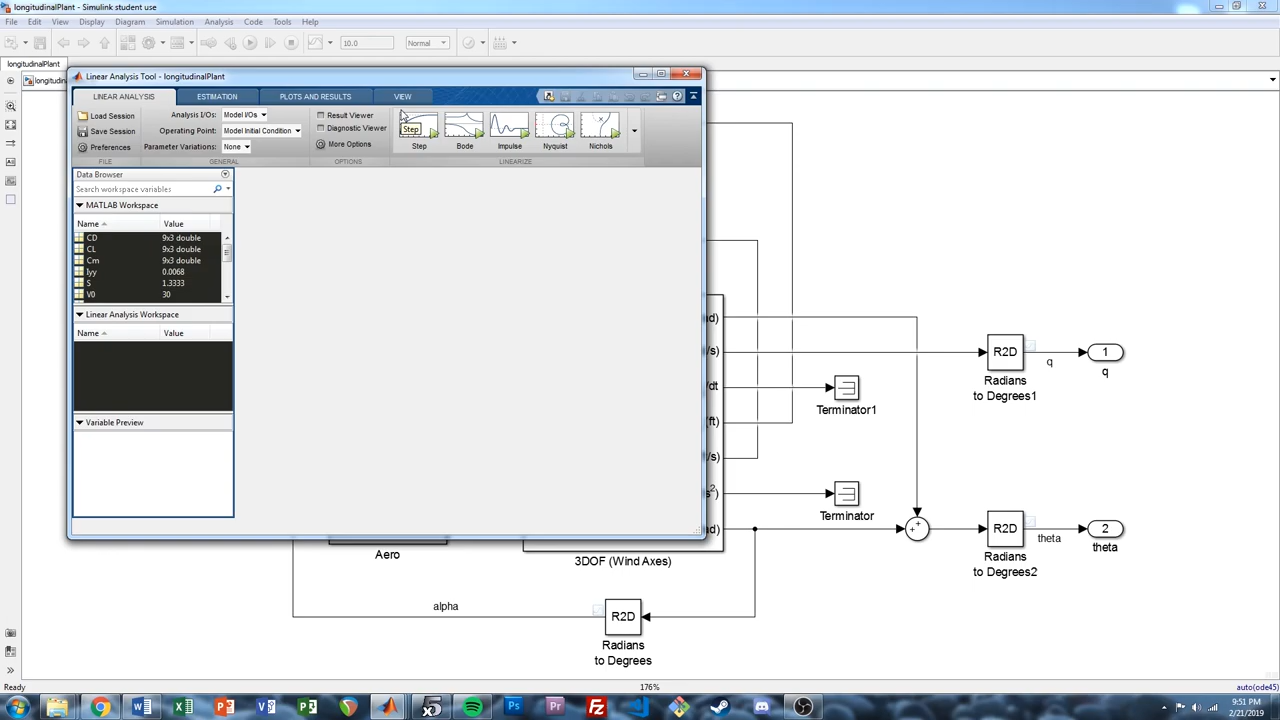 longitudinalPlant - Simulink student use
File Edit View Display Diagram Simulation Analysis Code Tools Help
10.0 Normal
longitudinalPlant
Linear Analysis Tool - longitudinalPlant
LINEAR ANALYSIS ESTIMATION PLOTS AND RESULTS VIEW
Load Session
Save Session
Preferences
FILE
Analysis I/Os: Model I/Os
Operating Point: Model Initial Condition
Parameter Variations: None
GENERAL
Result Viewer
Diagnostic Viewer
More Options
OPTIONS
Step
Step Bode Impulse Nyquist Nichols
LINEARIZE
Data Browser
Search workspace variables
MATLAB Workspace
Name Value
CD 9x3 double
CL 9x3 double
Cm 9x3 double
Iyy 0.0068
S 1.3333
V0 30
Linear Analysis Workspace
Name Value
Variable Preview
ad)
/s)
/dt
(ft)
/s)
s²)
ad)
R2D
Radians
to Degrees1
q
1
q
Terminator1
Terminator
+
+
R2D
Radians
to Degrees2
theta
2
theta
Aero
3DOF (Wind Axes)
alpha
R2D
Radians
to Degrees
Ready 176% auto(ode45)
9:51 PM
2/21/2019